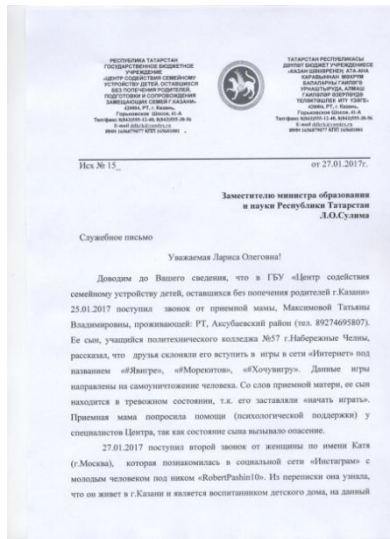 РЕСПУБЛИКА ТАТАРСТАН
ГОСУДАРСТВЕННОЕ БЮДЖЕТНОЕ
УЧРЕЖДЕНИЕ
«ЦЕНТР СОДЕЙСТВИЯ СЕМЕЙНОМУ
УСТРОЙСТВУ ДЕТЕЙ, ОСТАВШИХСЯ
БЕЗ ПОПЕЧЕНИЯ РОДИТЕЛЕЙ,
ПОДГОТОВКИ И СОПРОВОЖДЕНИЯ
ЗАМЕЩАЮЩИХ СЕМЕЙ Г.КАЗАНИ»
РТ, г. Казань,
Горьковское Шоссе, 41-А
ТАТАРСТАН РЕСПУБЛИКАСЫ
ДӘҮЛӘТ БЮДЖЕТ УЧРЕЖДЕНИЕСЕ
Горьковское Шоссе, 41-А
Исх № 15_
от 27.01.2017г.
Заместителю министра образования
и науки Республики Татарстан
Л.О.Сулима
Служебное письмо
Уважаемая Лариса Олеговна!
Доводим до Вашего сведения, что в ГБУ «Центр содействия
семейному устройству детей, оставшихся без попечения родителей г.Казани»
25.01.2017 поступил звонок от приемной мамы, Максимовой Татьяны
Владимировны, проживающей: РТ, Аксубаевский район (тел. 89274695807).
Ее сын, учащийся политехнического колледжа №57 г.Набережные Челны,
рассказал, что друзья склоняли его вступить в игры в сети «Интернет» под
названием «#Явигре», «#Морекитов», «#Хочувигру». Данные игры
направлены на самоуничтожение человека. Со слов приемной матери, ее сын
находится в тревожном состоянии, т.к. его заставляли «начать играть».
Приемная мама попросила помощи (психологической поддержки) у
специалистов Центра, так как состояние сына вызывало опасение.
27.01.2017 поступил второй звонок от женщины по имени Катя
(г.Москва), которая познакомилась в социальной сети «Инстаграм» с
молодым человеком под ником «RobertPashin10». Из переписки она узнала,
что он живет в г.Казани и является воспитанником детского дома, на данный